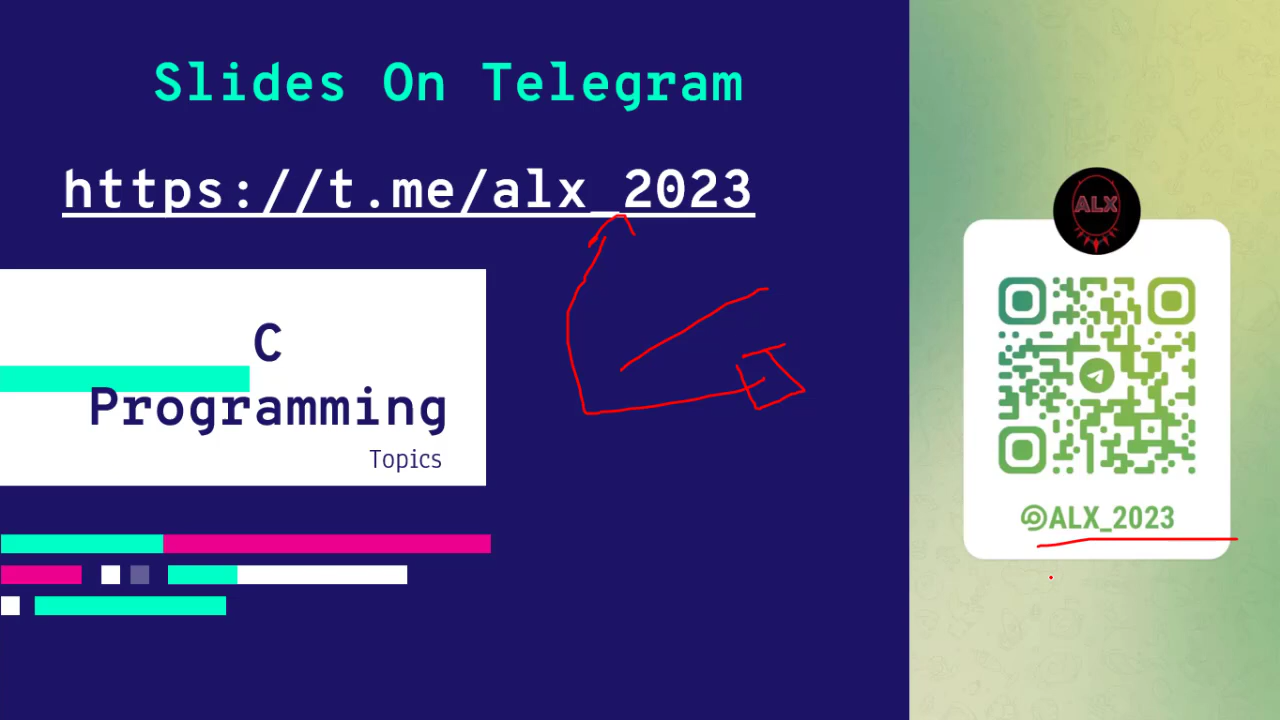 Slides On Telegram
https://t.me/alx_2023
C
Programming
Topics
ALX
@ALX_2023